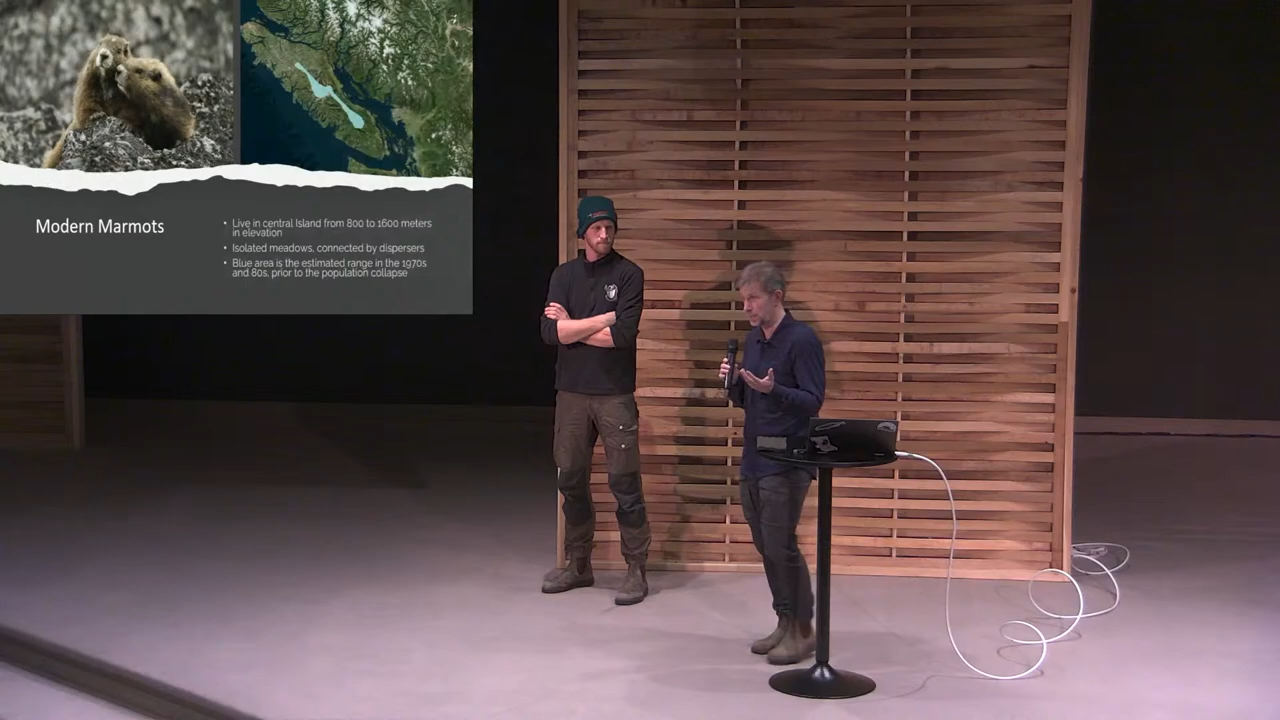 Modern Marmots
• Live in central Island from 800 to 1600 meters
in elevation
• Isolated meadows, connected by dispersers
• Blue area is the estimated range in the 1970s
and 80s, prior to the population collapse